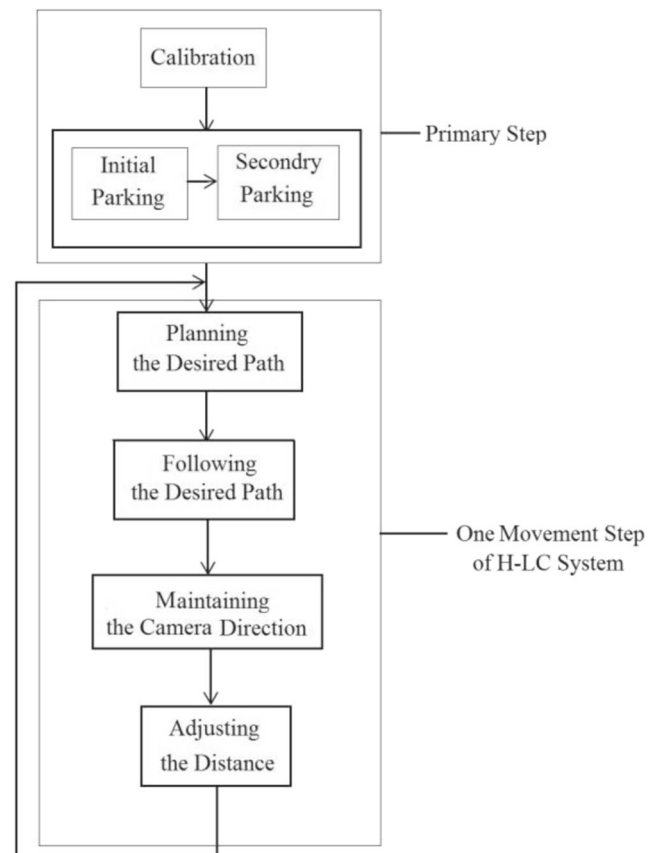 Calibration
Primary Step
Initial
Parking
Secondry
Parking
Planning
the Desired Path
Following
the Desired Path
One Movement Step
of H-LC System
Maintaining
the Camera Direction
Adjusting
the Distance